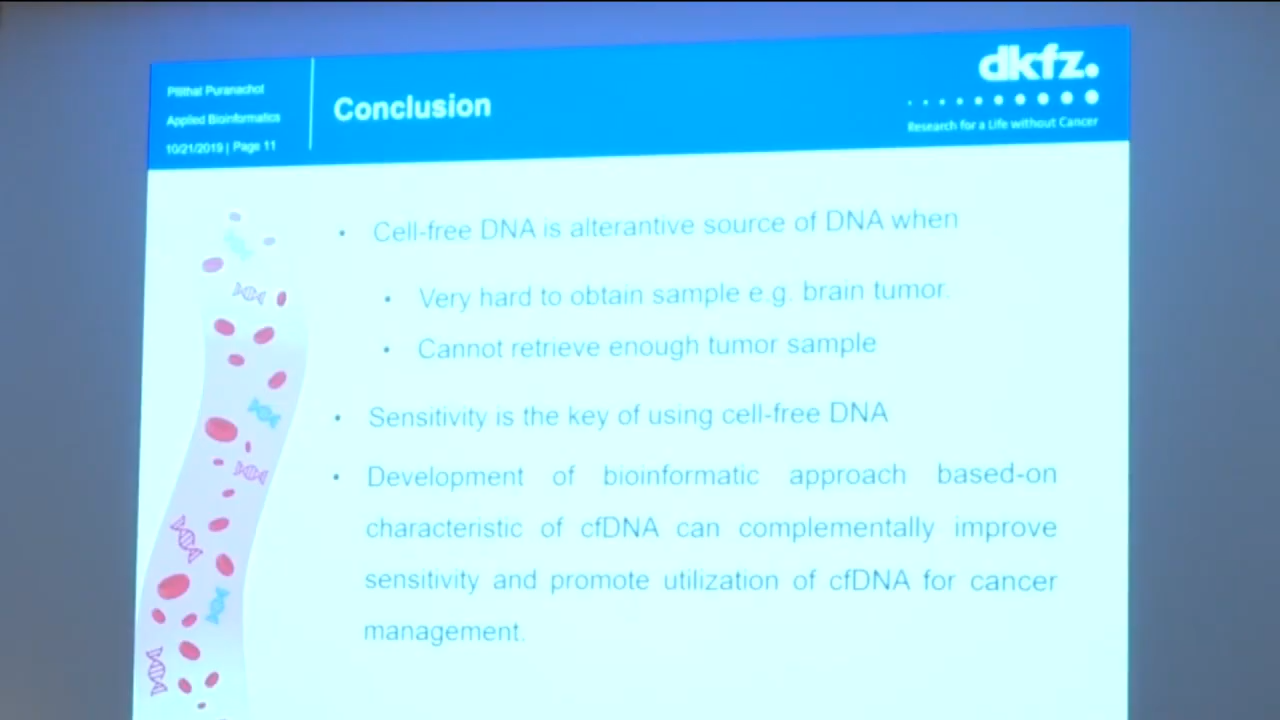 Pitithat Puranachot
Applied Bioinformatics
10/21/2019 | Page 11
Conclusion
dkfz.
Research for a Life without Cancer
• Cell-free DNA is alterantive source of DNA when
• Very hard to obtain sample e.g. brain tumor.
• Cannot retrieve enough tumor sample
• Sensitivity is the key of using cell-free DNA
• Development of bioinformatic approach based-on
characteristic of cfDNA can complementally improve
sensitivity and promote utilization of cfDNA for cancer
management.